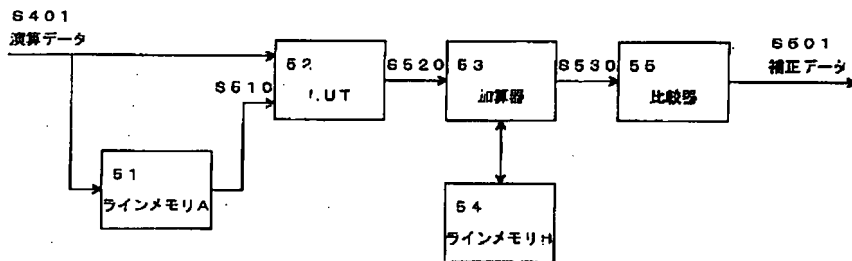 S401
演算データ
S510
52
LUT
S520
53
加算器
S530
55
比較器
S501
補正データ
51
ラインメモリA
54
ラインメモリB